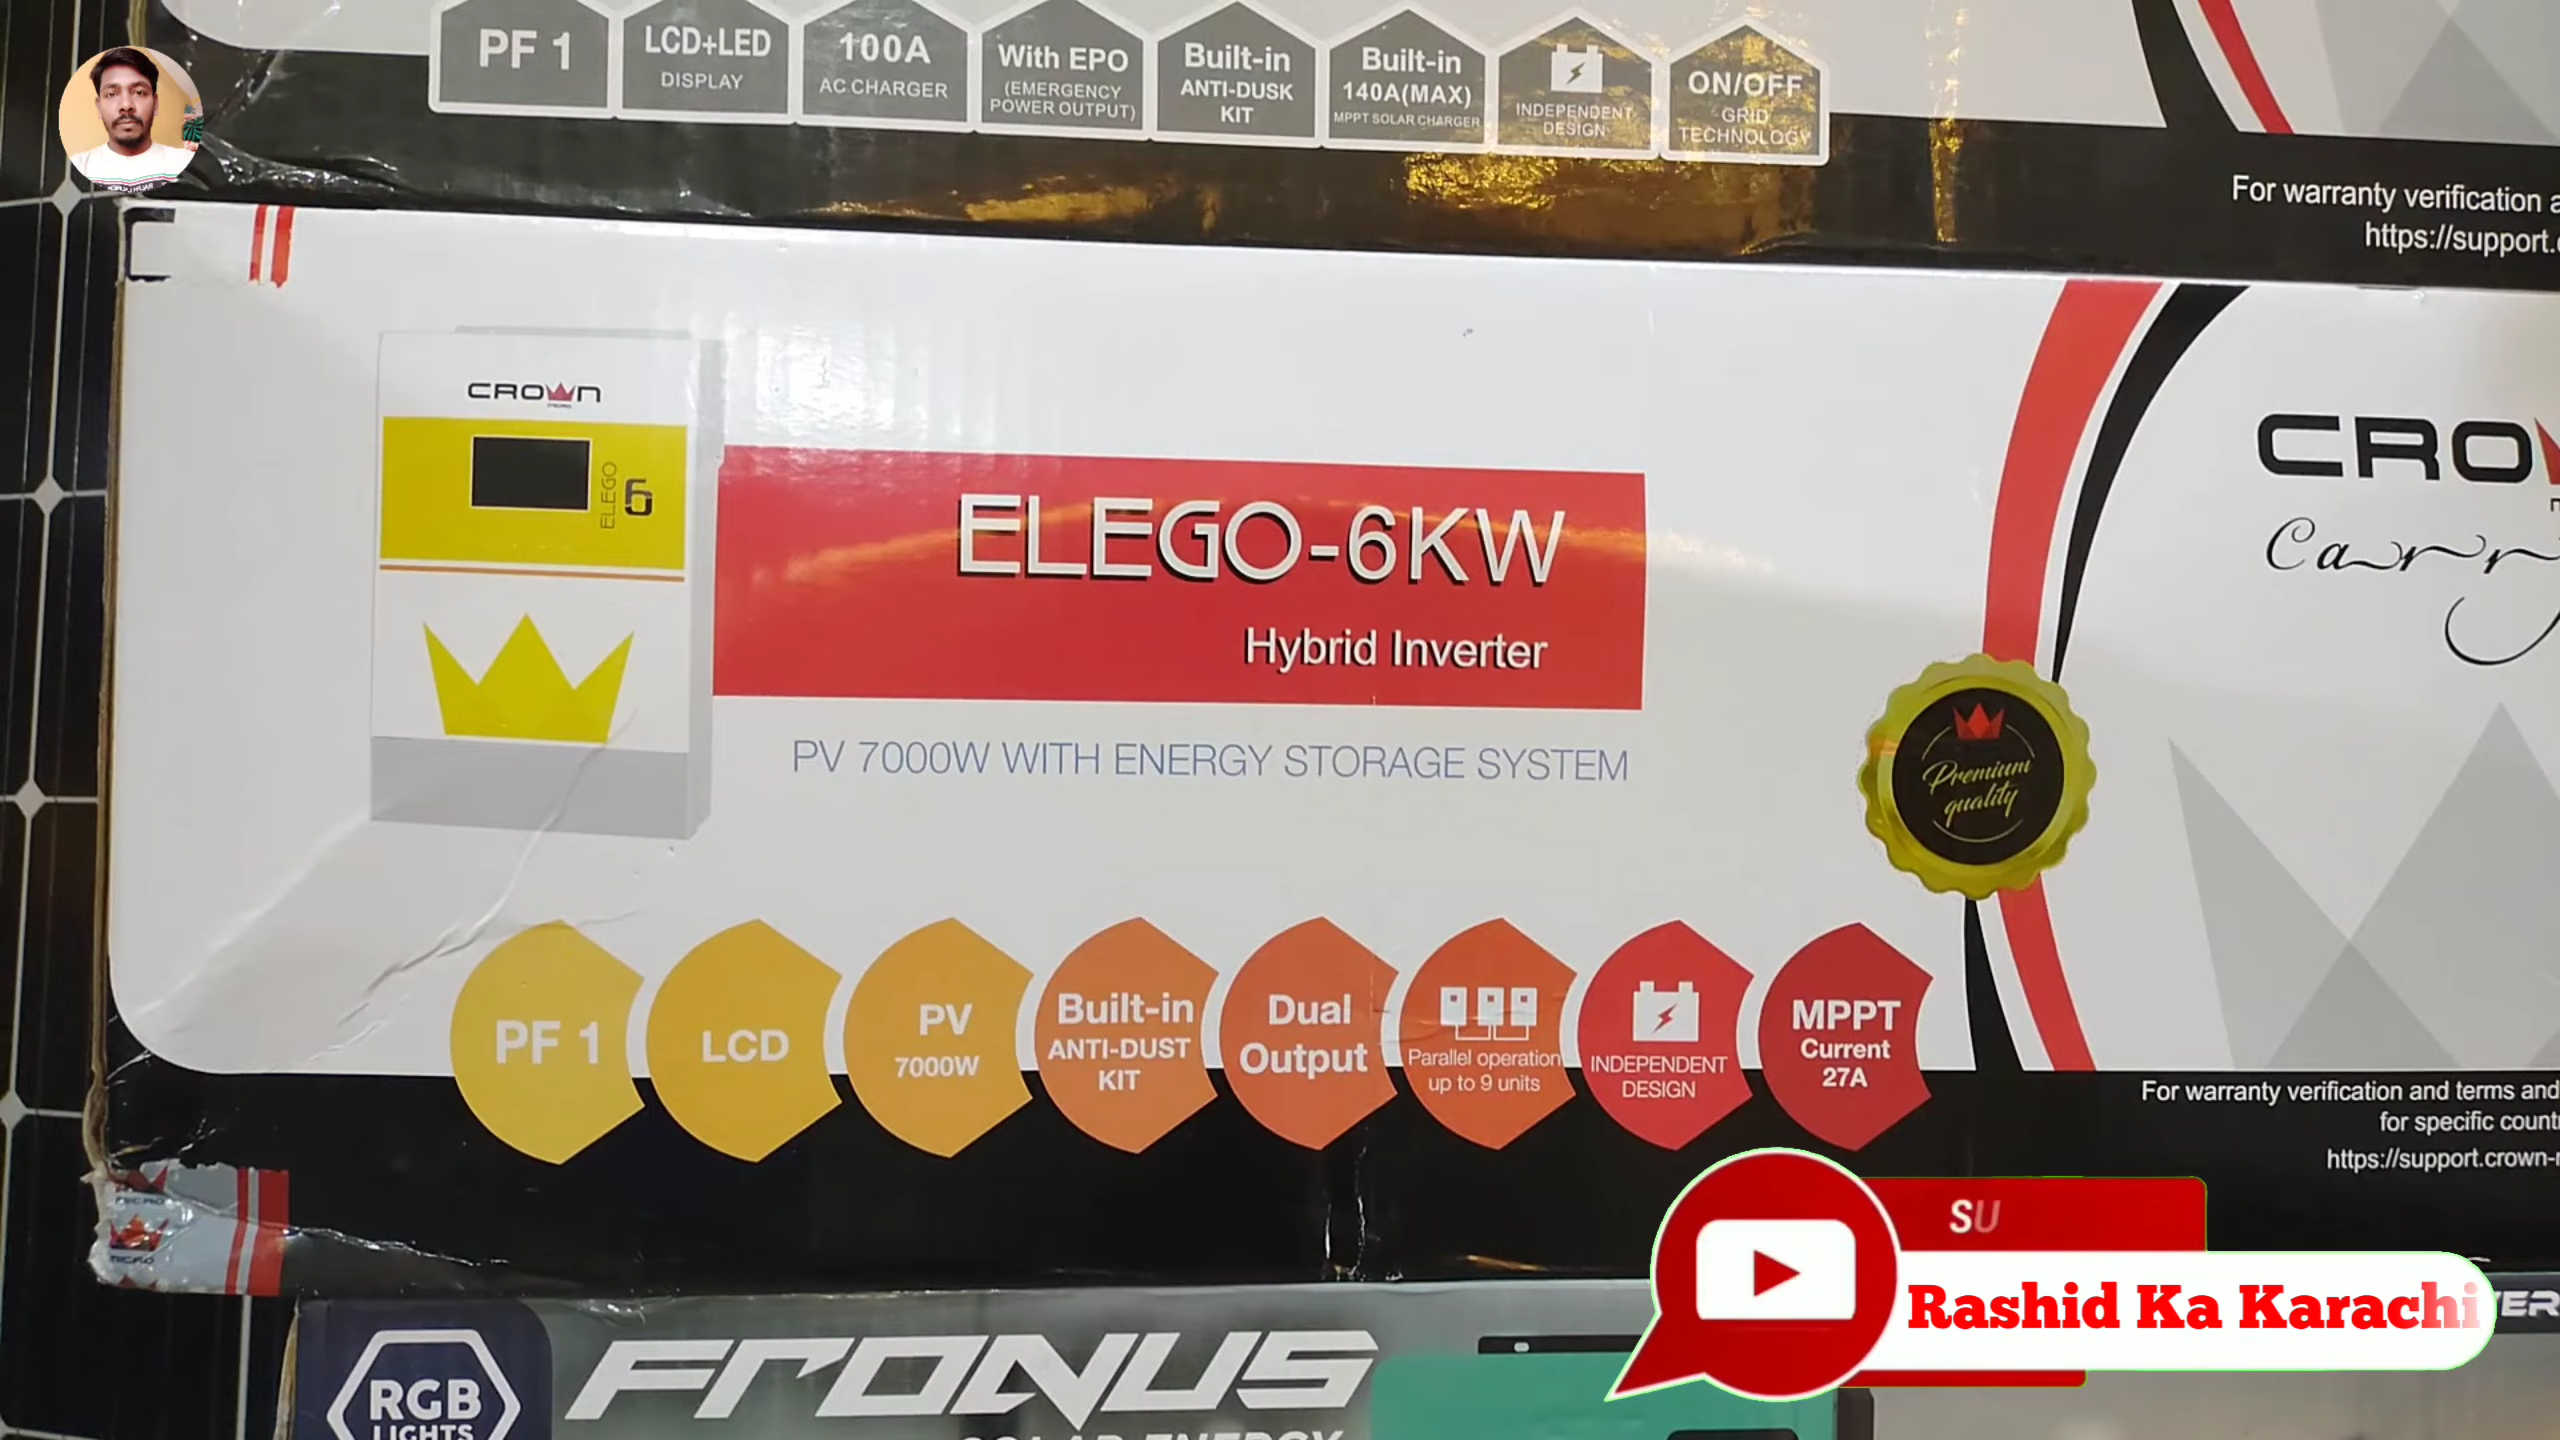 PF 1
LCD+LED
DISPLAY
100A
AC CHARGER
With EPO
(EMERGENCY
POWER OUTPUT)
Built-in
ANTI-DUSK
KIT
Built-in
140A(MAX)
MPPT SOLAR CHARGER
INDEPENDENT
DESIGN
ON/OFF
GRID
TECHNOLOGY
For warranty verification
https://support.
CROWN
ELEGO
6
ELEGO-6KW
Hybrid Inverter
PV 7000W WITH ENERGY STORAGE SYSTEM
CRO
Premium
quality
PF 1
LCD
PV
7000W
Built-in
ANTI-DUST
KIT
Dual
Output
Parallel operation
up to 9 units
INDEPENDENT
DESIGN
MPPT
Current
27A
For warranty verification and terms and
for specific
https://support.crown-
MICRO
MICRO
SU
Rashid Ka Karachi
RGB
LIGHTS
FRONUS
SOLAR ENERGY